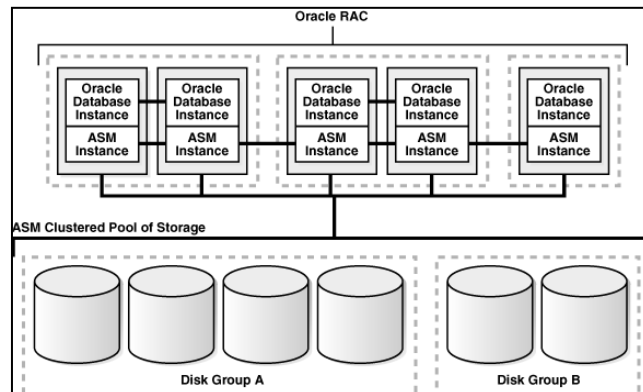 Oracle RAC
Oracle
Database
Instance
ASM
Instance
Oracle
Database
Instance
ASM
Instance
Oracle
Database
Instance
ASM
Instance
Oracle
Database
Instance
ASM
Instance
Oracle
Database
Instance
ASM
Instance
ASM Clustered Pool of Storage
Disk Group A
Disk Group B